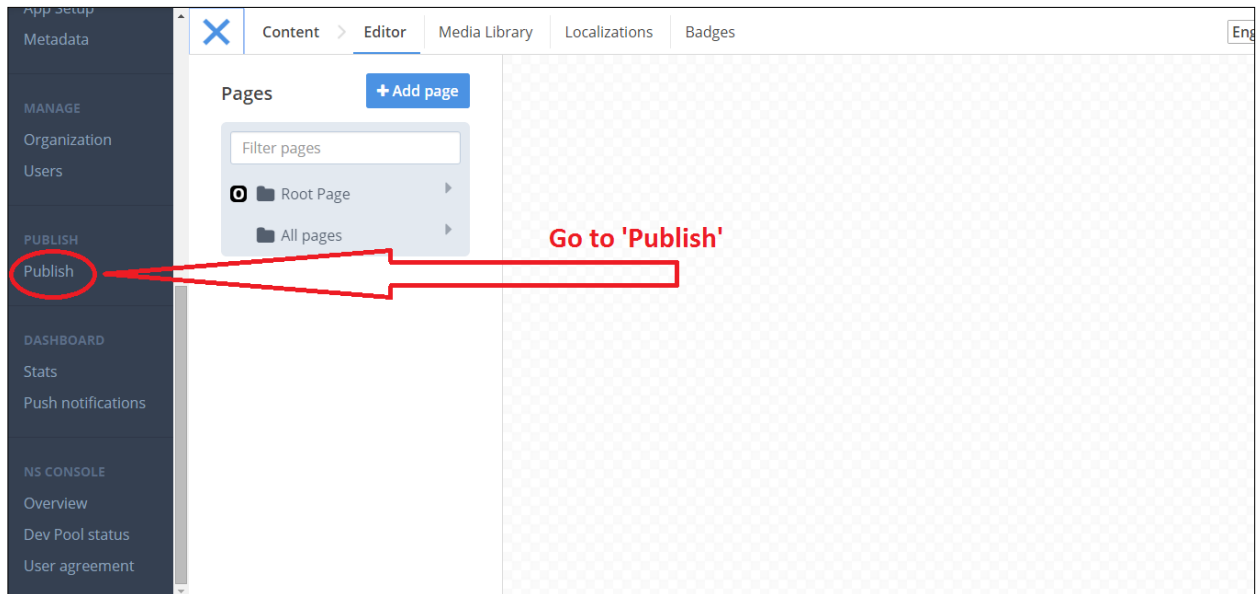 App Setup
Metadata
MANAGE
Organization
Users
PUBLISH
Publish
DASHBOARD
Stats
Push notifications
NS CONSOLE
Overview
Dev Pool status
User agreement
Content
Editor
Media Library
Localizations
Badges
Eng
Pages
+ Add page
Filter pages
Root Page
All pages
Go to 'Publish'